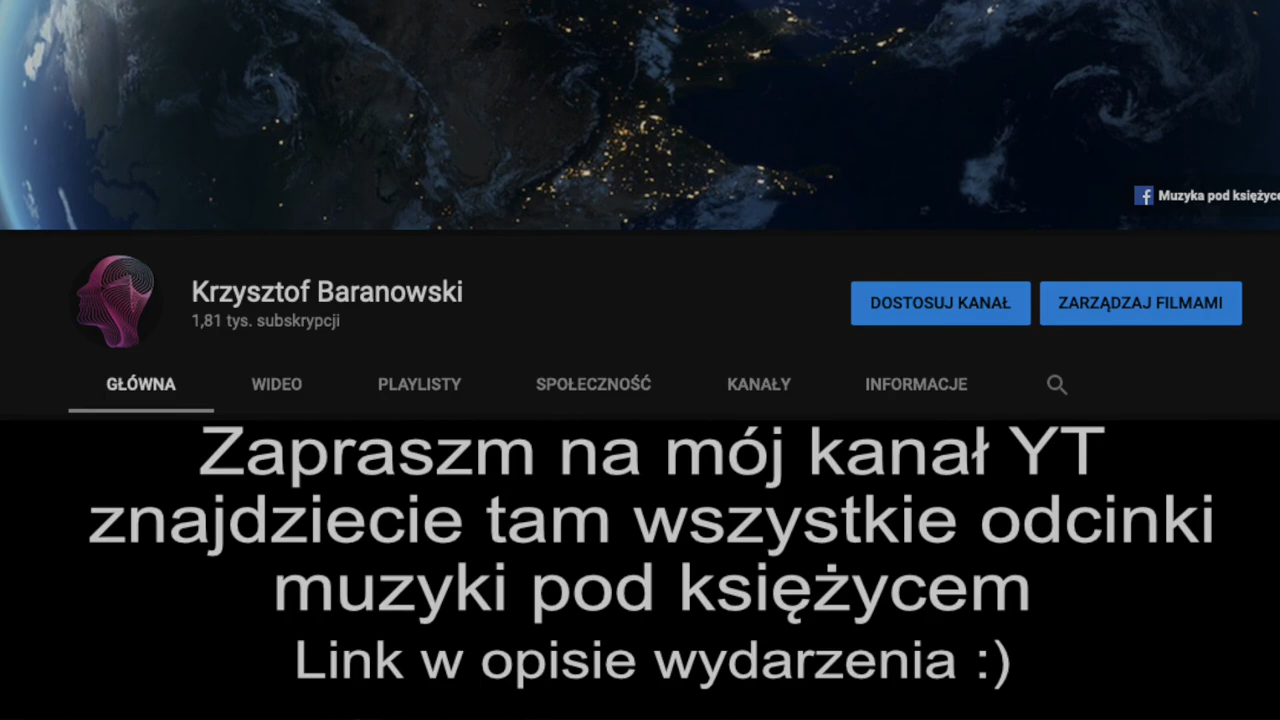 Muzyka pod
Krzysztof Baranowski
1,81 tys. subskrypcji
DOSTOSUJ KANAŁ
ZARZĄDZAJ FILMAMI
GŁÓWNA WIDEO PLAYLISTY SPOŁECZNOŚĆ KANAŁY INFORMACJE
Zapraszm na mój kanał YT
znajdziecie tam wszystkie odcinki
muzyki pod księżycem
Link w opisie wydarzenia :)